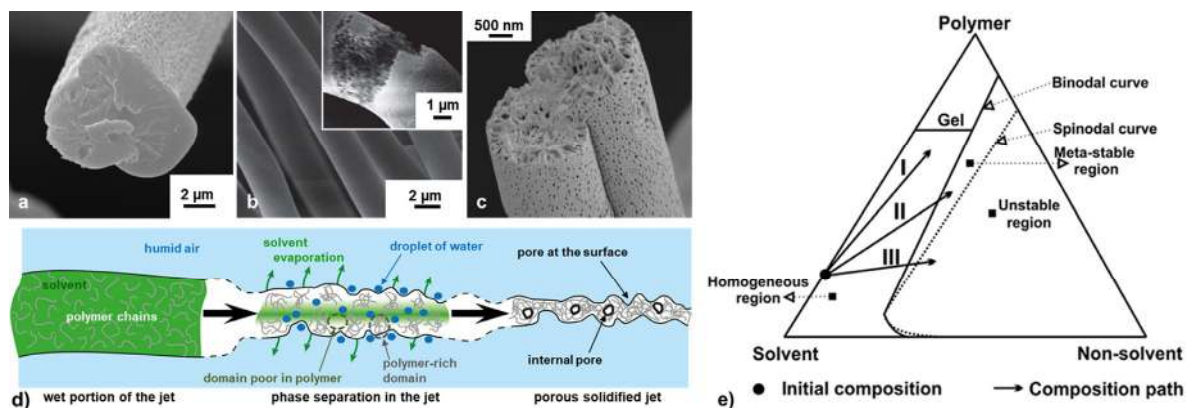 500 nm
1 µm
2 µm
2 µm
a
b
c
humid air
solvent
evaporation
droplet of water
pore at the surface
solvent
polymer chains
internal pore
domain poor in polymer
polymer-rich
domain
d)
wet portion of the jet
phase separation in the jet
porous solidified jet
Polymer
Binodal curve
Gel
Spinodal curve
Meta-stable
region
I
II
Unstable
region
III
Homogeneous
region
Solvent
Non-solvent
e)
Initial composition
Composition path